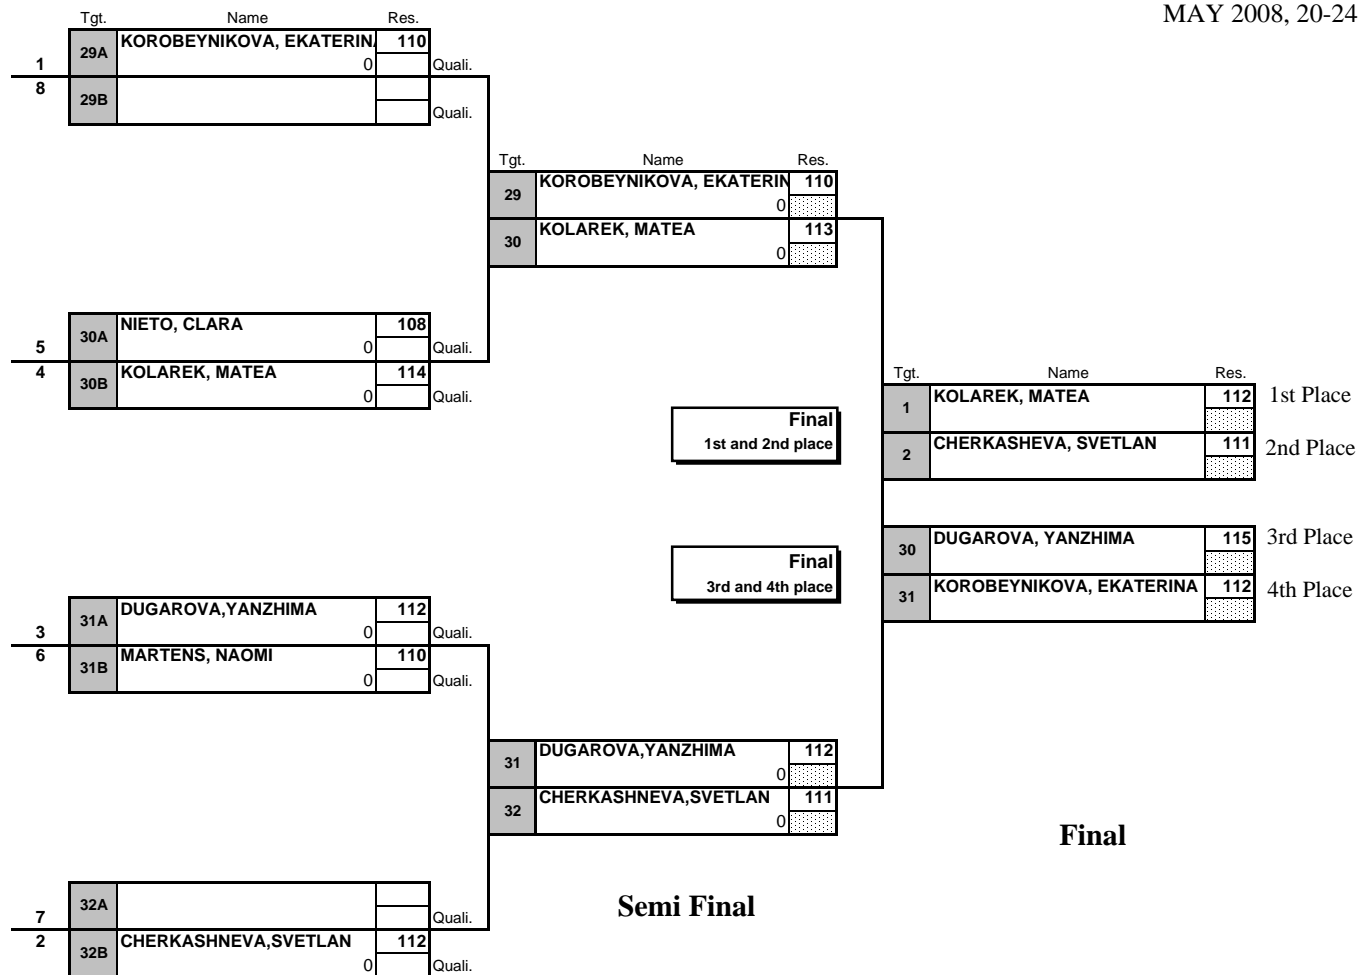 MAY 2008, 20-24
Tgt. Name Res.
29A KOROBEYNIKOVA, EKATERINA 110
1 0 Quali.
8
29B
Quali.
Tgt. Name Res.
29 KOROBEYNIKOVA, EKATERIN 110
0
30 KOLAREK, MATEA 113
0
30A NIETO, CLARA 108
5 0 Quali.
4 KOLAREK, MATEA 114
30B 0 Quali.
Tgt. Name Res.
1 KOLAREK, MATEA 112 1st Place
2 CHERKASHEVA, SVETLAN 111 2nd Place
Final
1st and 2nd place
30 DUGAROVA, YANZHIMA 115 3rd Place
31 KOROBEYNIKOVA, EKATERINA 112 4th Place
Final
3rd and 4th place
31A DUGAROVA,YANZHIMA 112
3 0 Quali.
6 MARTENS, NAOMI 110
31B 0 Quali.
31 DUGAROVA,YANZHIMA 112
0
32 CHERKASHNEVA,SVETLAN 111
0
Final
Semi Final
32A
7 Quali.
2 CHERKASHNEVA,SVETLAN 112
32B 0 Quali.